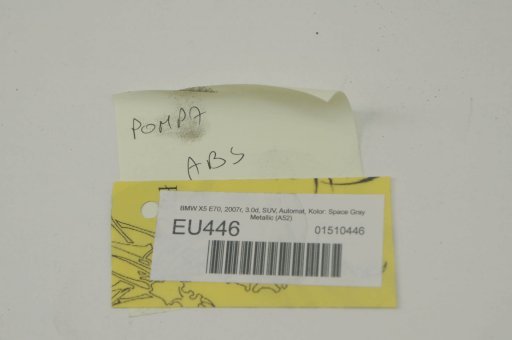 POMPA
ABS
BMW X5 E70, 2007r, 3.0d, SUV, Automat, Kolor: Space Gray
Metallic (A52)
EU446
01510446